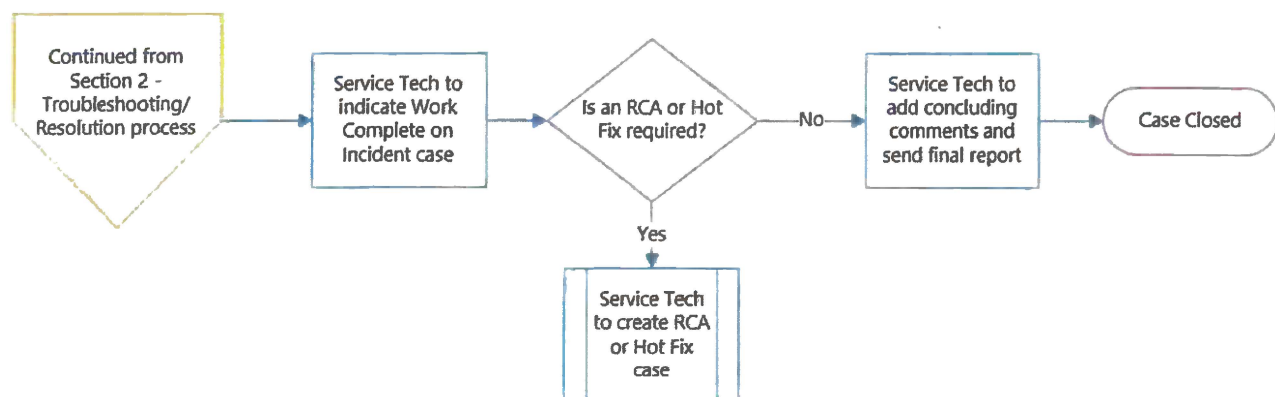 Continued from
Section 2 -
Troubleshooting/
Resolution process
Service Tech to
indicate Work
Complete on
Incident case
Is an RCA or Hot
Fix required?
No
Service Tech to
add concluding
comments and
send final report
Case Closed
Yes
Service Tech
to create RCA
or Hot Fix
case